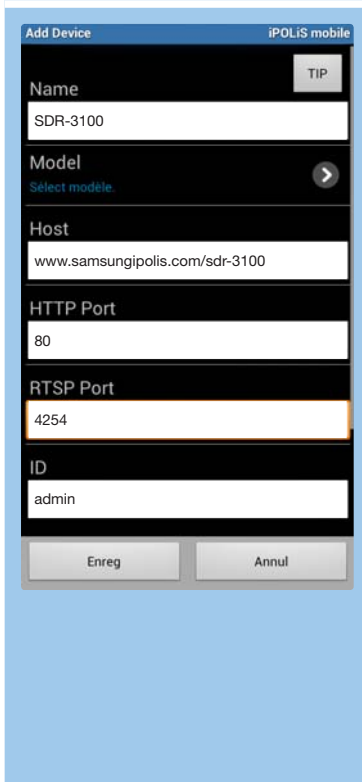 Add Device iPOLiS mobile
TIP
Name
SDR-3100
Model
Sélect modèle.
Host
www.samsungipolis.com/sdr-3100
HTTP Port
80
RTSP Port
4254
ID
admin
Enreg Annul